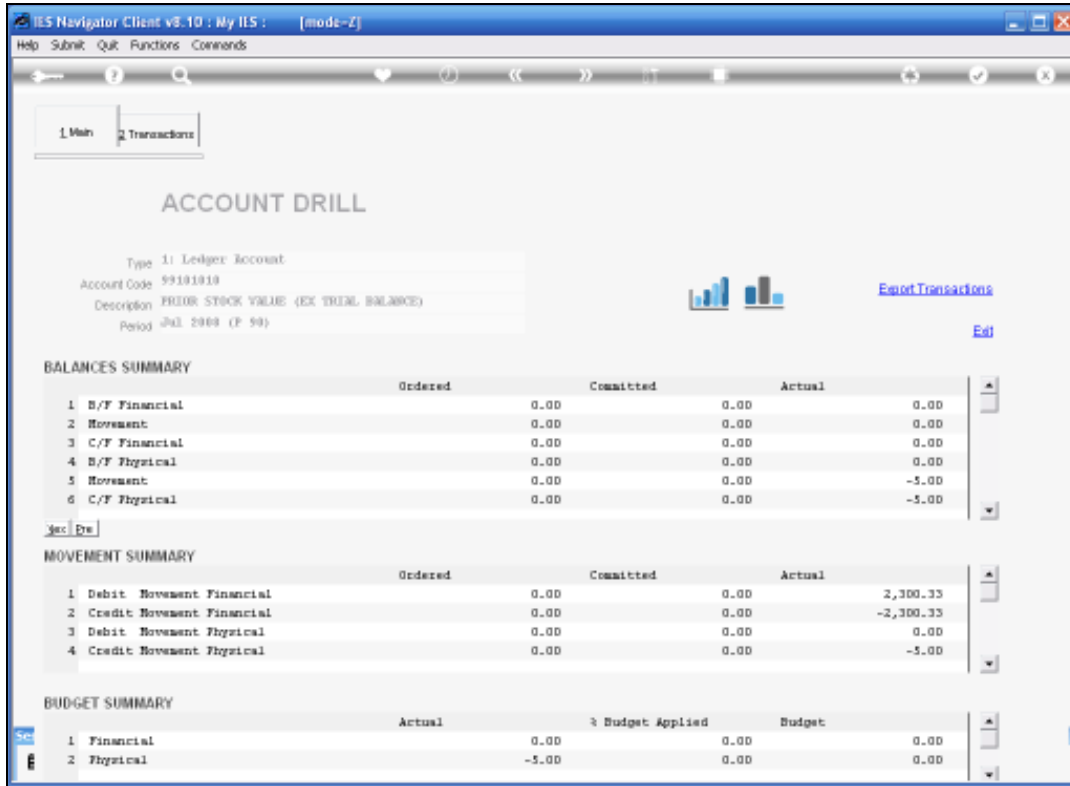 IES Navigator Client v8.10 : My IES : [mode-Z]
Help Submit Quit Functions Commands
1 Main 2 Transactions
ACCOUNT DRILL
Type 1: Ledger Account
Account Code 99101010
Description PRIOR STOCK VALUE (EX TRIAL BALANCE)
Period Jul 2008 (P 90)
Export Transactions
Exit
BALANCES SUMMARY
Ordered Committed Actual
1 B/F Financial 0.00 0.00 0.00
2 Movement 0.00 0.00 0.00
3 C/F Financial 0.00 0.00 0.00
4 B/F Physical 0.00 0.00 0.00
5 Movement 0.00 0.00 -5.00
6 C/F Physical 0.00 0.00 -5.00
Nex Pre
MOVEMENT SUMMARY
Ordered Committed Actual
1 Debit Movement Financial 0.00 0.00 2,300.33
2 Credit Movement Financial 0.00 0.00 -2,300.33
3 Debit Movement Physical 0.00 0.00 0.00
4 Credit Movement Physical 0.00 0.00 -5.00
BUDGET SUMMARY
Actual % Budget Applied Budget
1 Financial 0.00 0.00 0.00
2 Physical -5.00 0.00 0.00